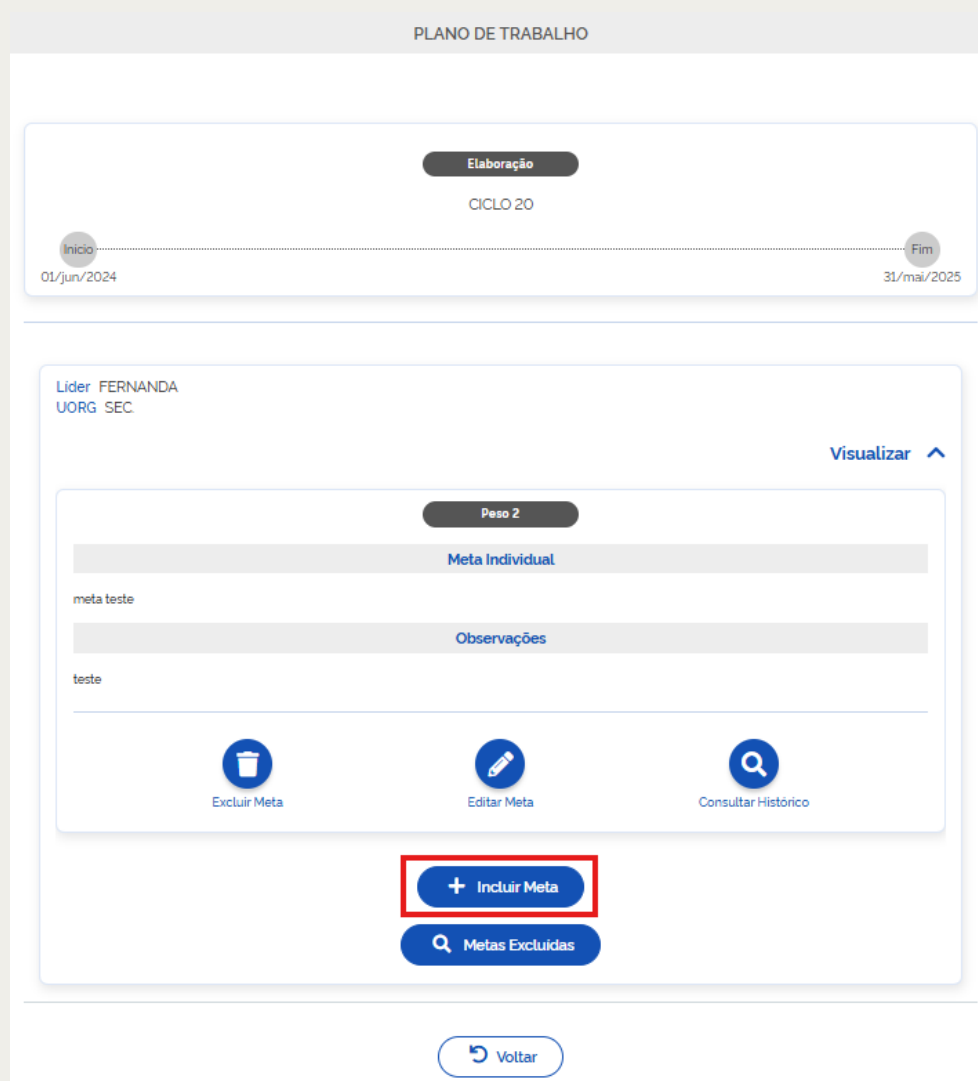 PLANO DE TRABALHO
Elaboração
CICLO 20
Início
Fim
01/jun/2024
31/mai/2025
Líder FERNANDA
UORG SEC.
Visualizar
Peso 2
Meta Individual
meta teste
Observações
teste
Excluir Meta
Editar Meta
Consultar Histórico
Incluir Meta
Metas Excluídas
Voltar